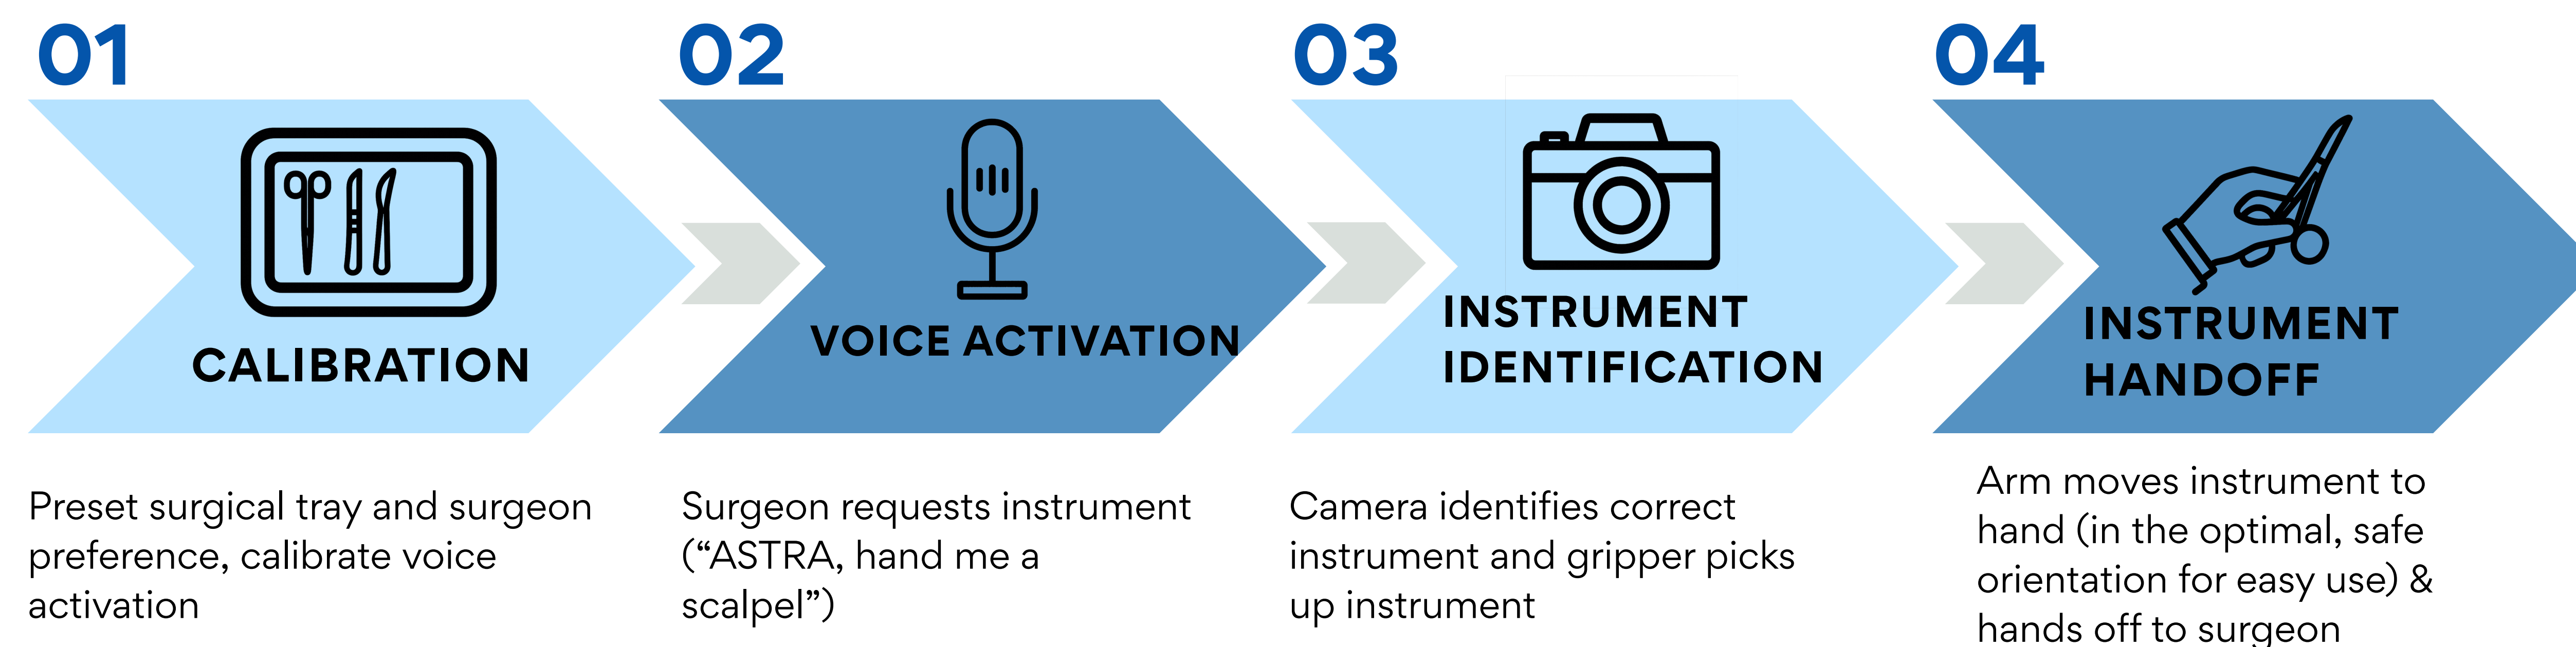 01
CALIBRATION
Preset surgical tray and surgeon
preference, calibrate voice
activation
02
VOICE ACTIVATION
Surgeon requests instrument
(“ASTRA, hand me a
scalpel”)
03
INSTRUMENT
IDENTIFICATION
Camera identifies correct
instrument and gripper picks
up instrument
04
INSTRUMENT
HANDOFF
Arm moves instrument to
hand (in the optimal, safe
orientation for easy use) &
hands off to surgeon